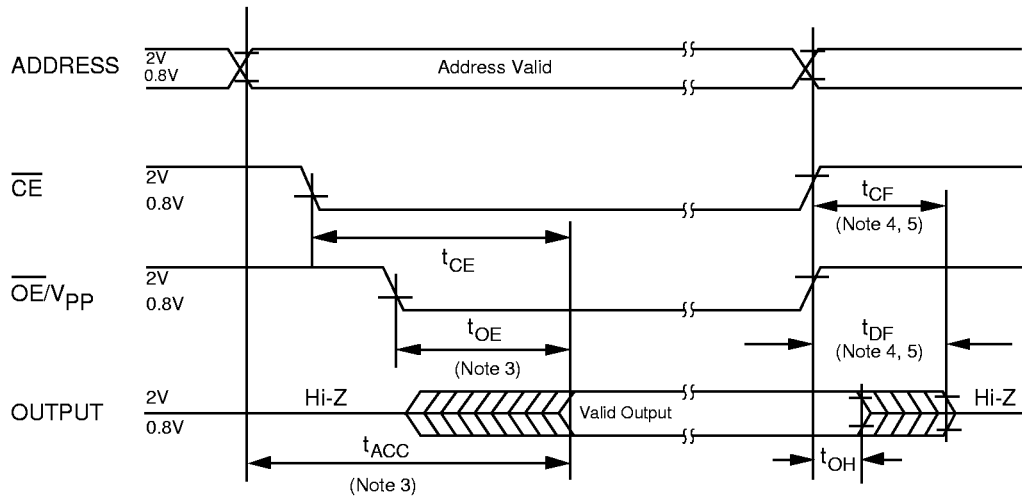 ADDRESS
2V
0.8V
Address Valid
CE
2V
0.8V
tCF
(Note 4, 5)
tCE
OE/VPP
2V
0.8V
tOE
(Note 3)
tDF
(Note 4, 5)
OUTPUT
2V
0.8V
Hi-Z
Valid Output
Hi-Z
tACC
(Note 3)
tOH